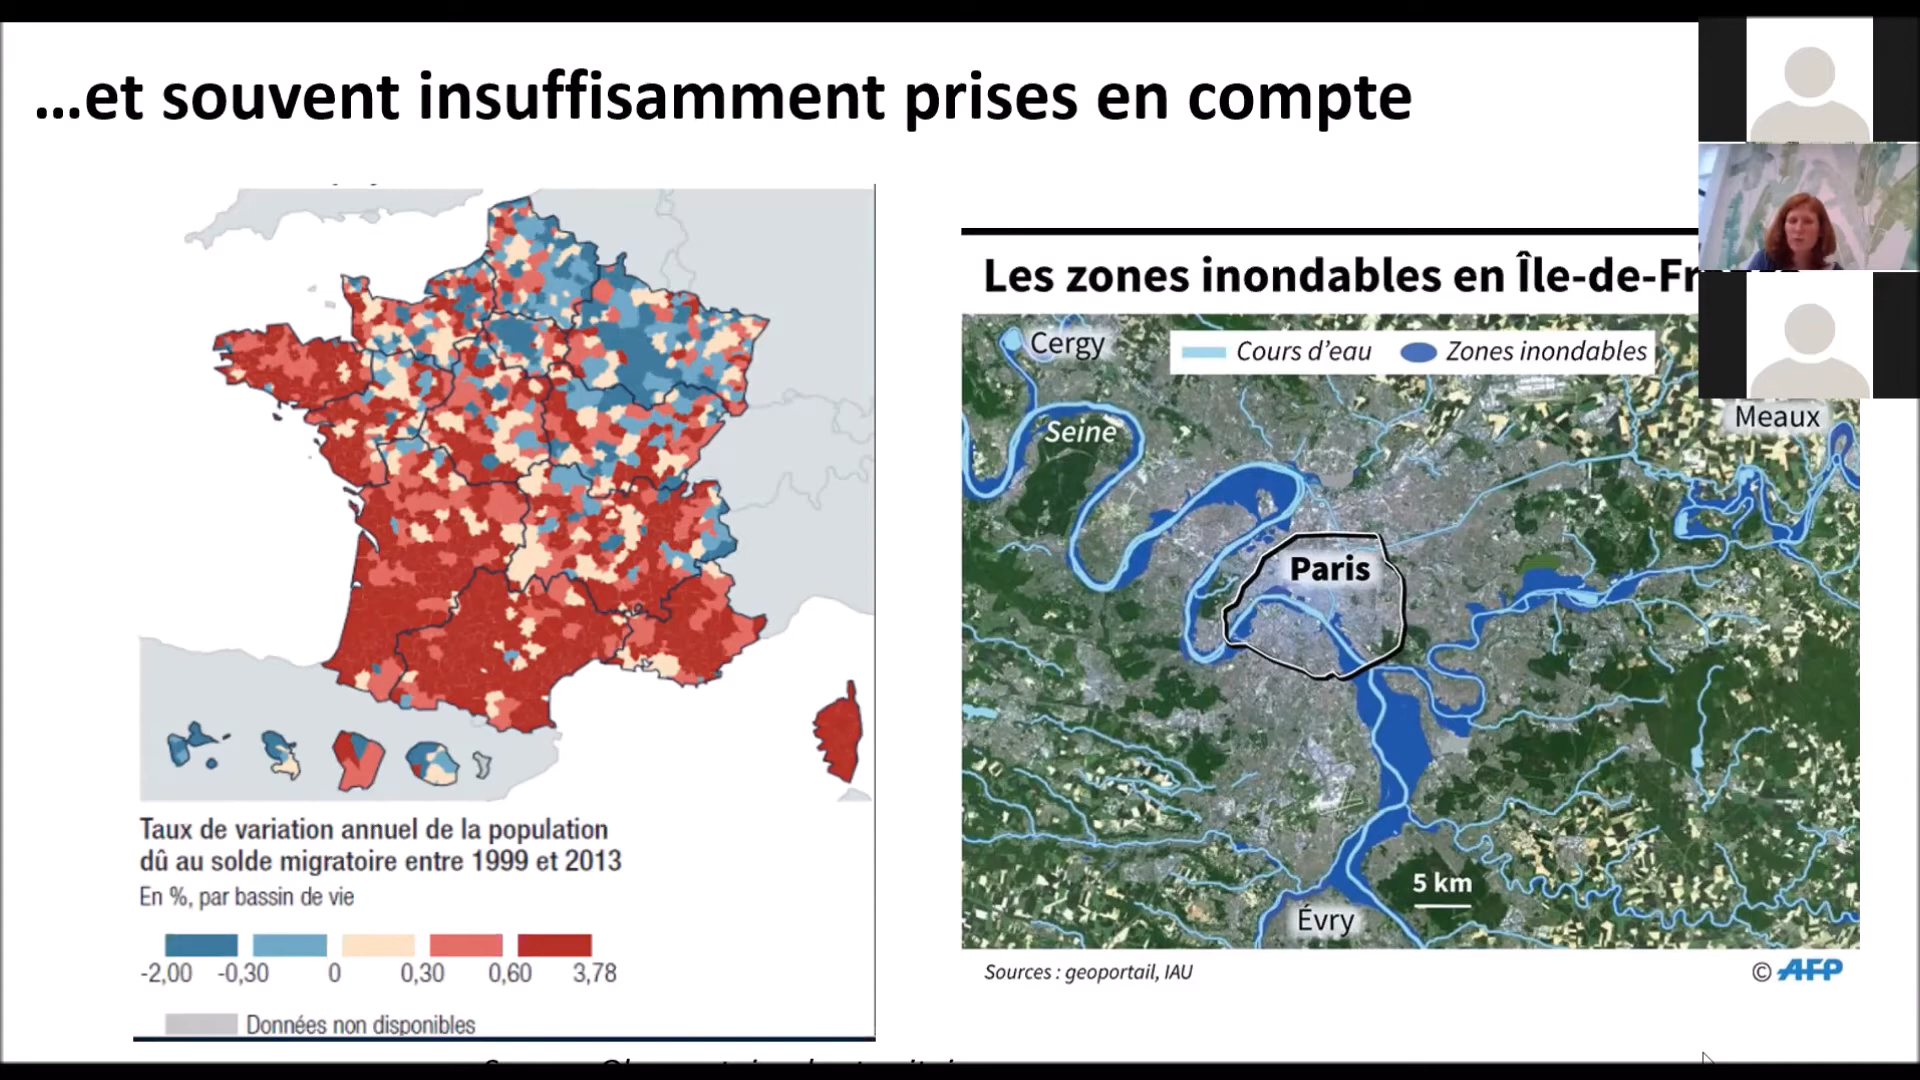 ...et souvent insuffisamment prises en compte
Taux de variation annuel de la population
dû au solde migratoire entre 1999 et 2013
En %, par bassin de vie
-2,00 -0,30 0 0,30 0,60 3,78
Données non disponibles
Les zones inondables en Île-de-Fr
Cours d'eau Zones inondables
Cergy
Meaux
Seine
Paris
5 km
Évry
Sources : geoportail, IAU
© AFP